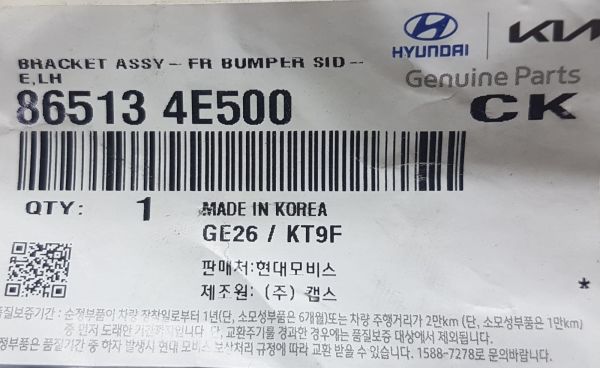 HYUNDAI | KIA
BRACKET ASSY-FR BUMPER SID--
E,LH
Genuine Parts
86513 4E500
CK
QTY: 1 MADE IN KOREA
GE26 / KT9F
판매처:현대모비스
제조원: (주) 캡스
*
품질보증기간 : 순정부품이 차량 장착일로부터 1년(단, 소모성부품은 6개월)또는 차량 주행거리가 2만km (단, 소모성부품은 1만km)
중 먼저 도래한 기간까지입니다. 단, 교환주기를 경과한 경우에는 품질보증 대상에서 제외됩니다.
순정부품은 품질기간 중 하자 발생시 현대 모비스 보상처리 규정에 따라 교환 받을 수 있습니다. 1588-7278로 문의바랍니다.